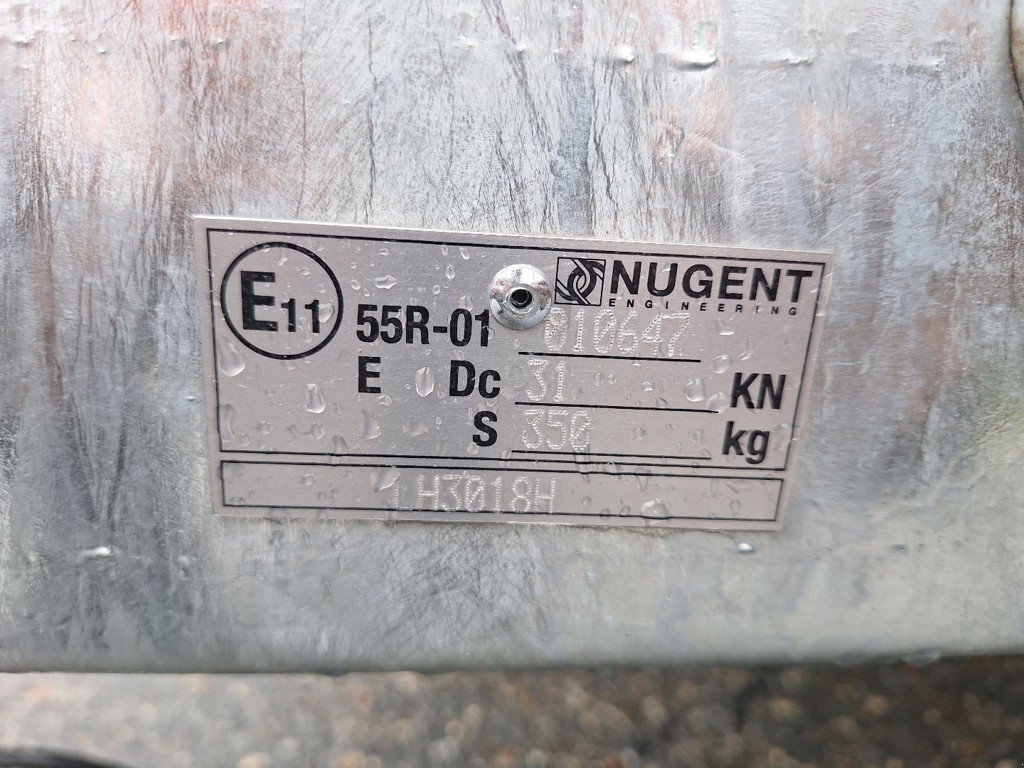 E11
NUGENT
ENGINEERING
55R-01 010647
E Dc 31 KN
S 350 kg
LH3018H